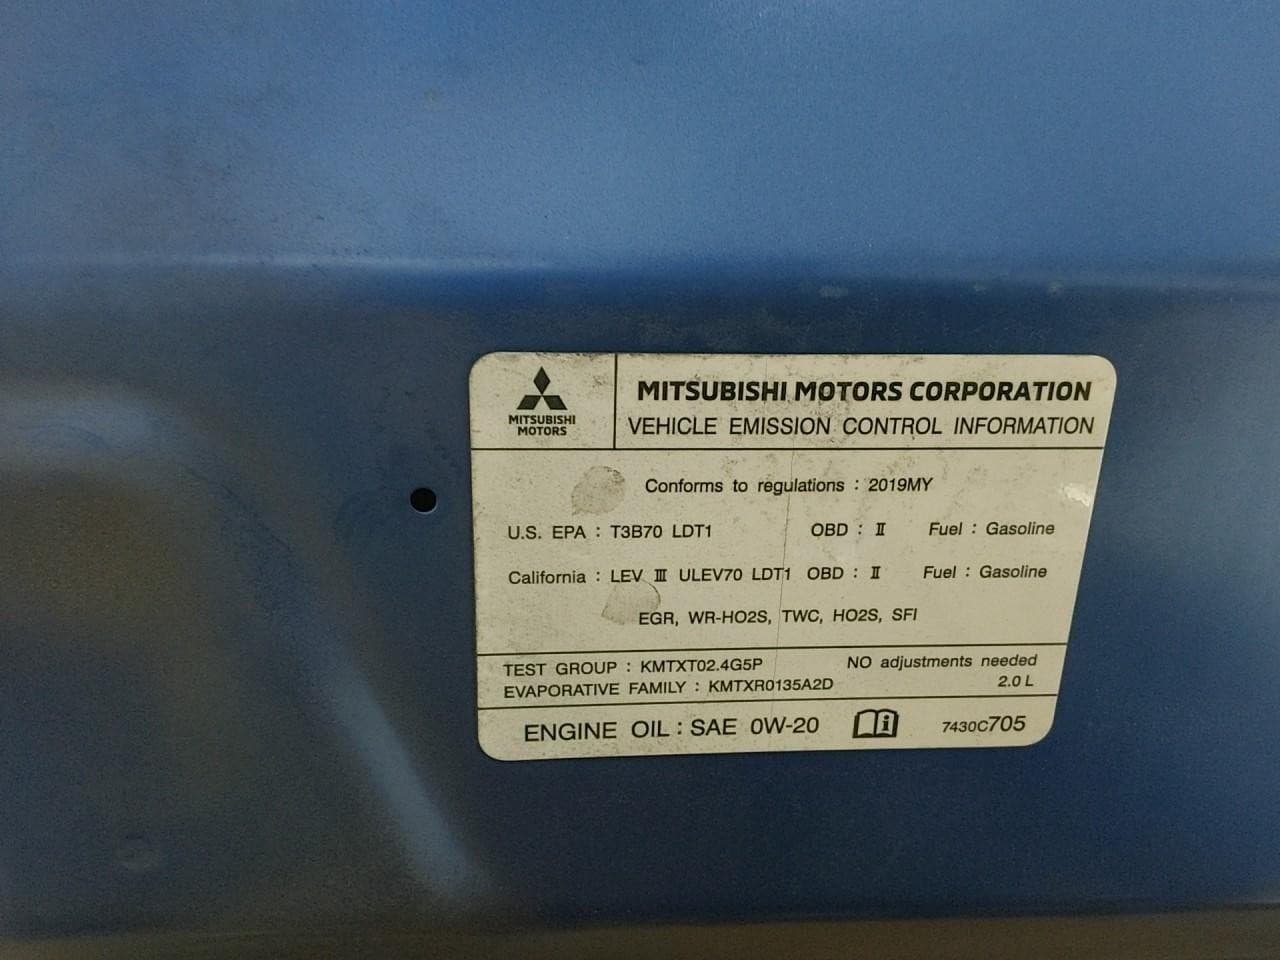 MITSUBISHI
MOTORS
MITSUBISHI MOTORS CORPORATION
VEHICLE EMISSION CONTROL INFORMATION
Conforms to regulations : 2019MY
U.S. EPA : T3B70 LDT1 OBD : Ⅱ Fuel : Gasoline
California : LEV Ⅲ ULEV70 LDT1 OBD : Ⅱ Fuel : Gasoline
EGR, WR-HO2S, TWC, HO2S, SFI
TEST GROUP : KMTXT02.4G5P NO adjustments needed
EVAPORATIVE FAMILY : KMTXR0135A2D 2.0 L
ENGINE OIL : SAE 0W-20 7430C705